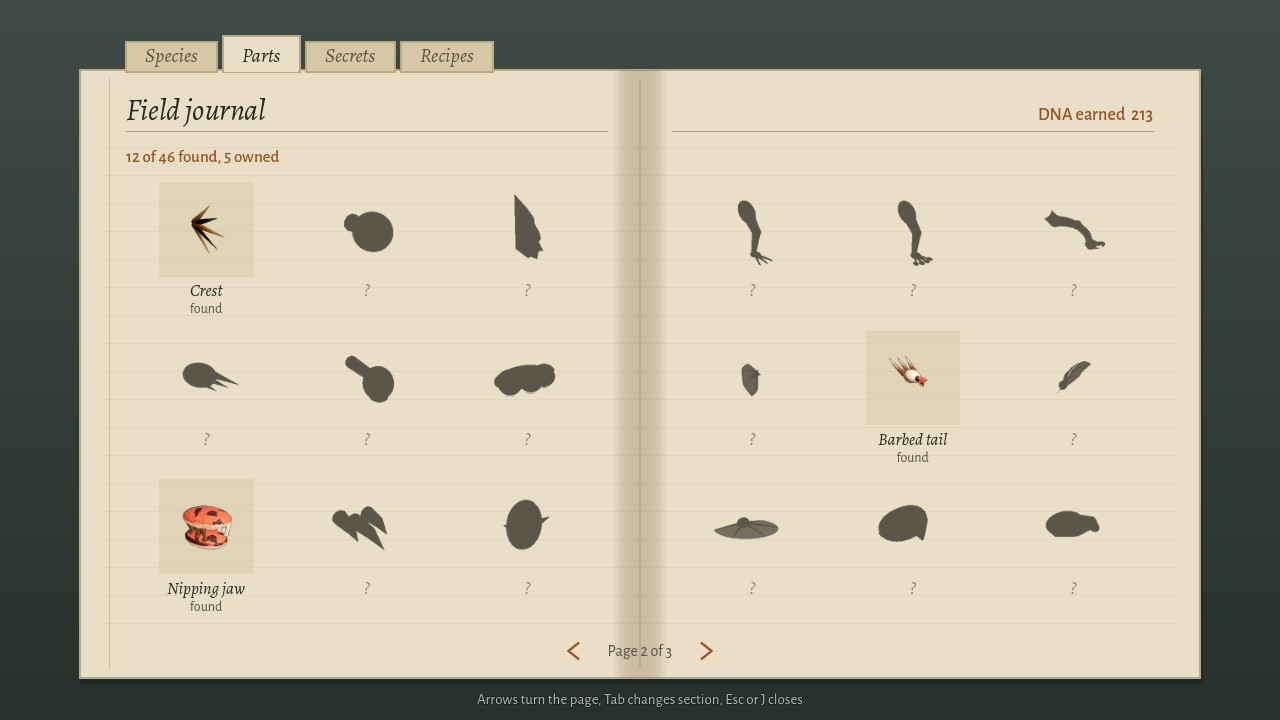 Species
Parts
Secrets
Recipes
Field journal
DNA earned 213
12 of 46 found, 5 owned
Crest
found
?
?
?
?
?
?
?
?
Nipping jaw
found
?
?
?
?
?
?
Barbed tail
found
?
?
?
?
Page 2 of 3
Arrows turn the page, Tab changes section, Esc or J closes